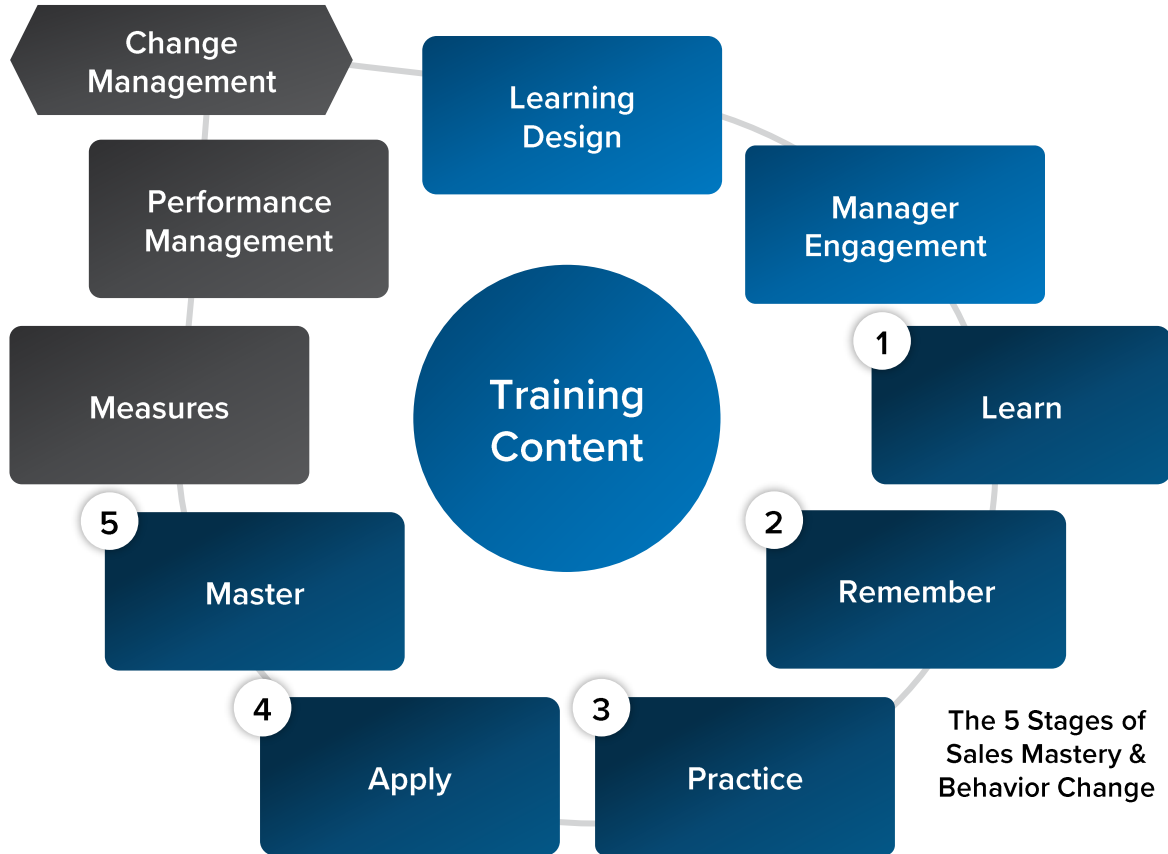 Change
Management
Learning
Design
Manager
Engagement
1
Learn
2
Remember
3
Practice
4
Apply
5
Master
Measures
Performance
Management
Training
Content
The 5 Stages of
Sales Mastery &
Behavior Change